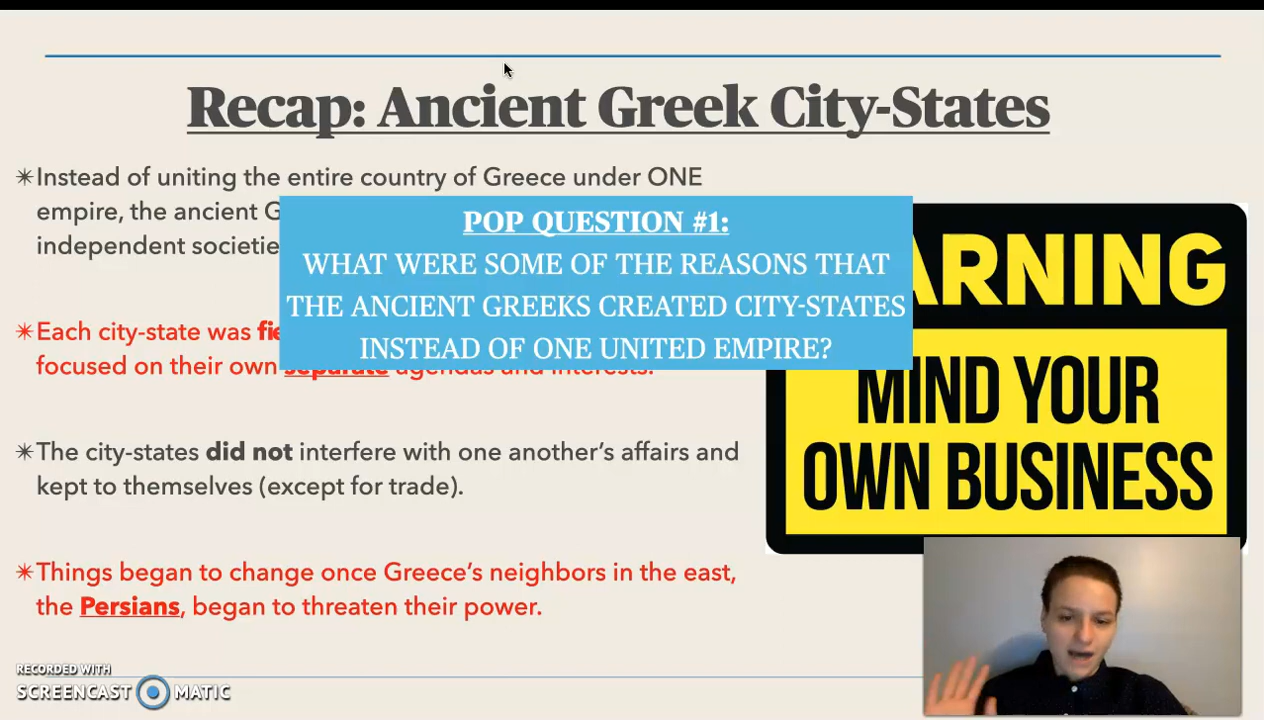 Recap: Ancient Greek City-States
✴Instead of uniting the entire country of Greece under ONE
empire, the ancient G
independent societie
✴Each city-state was fie
focused on their own separate agendas and interests.
✴The city-states did not interfere with one another's affairs and
kept to themselves (except for trade).
✴Things began to change once Greece's neighbors in the east,
the Persians, began to threaten their power.
POP QUESTION #1:
WHAT WERE SOME OF THE REASONS THAT
THE ANCIENT GREEKS CREATED CITY-STATES
INSTEAD OF ONE UNITED EMPIRE?
ARNING
MIND YOUR
OWN BUSINESS
RECORDED WITH
SCREENCAST MATIC